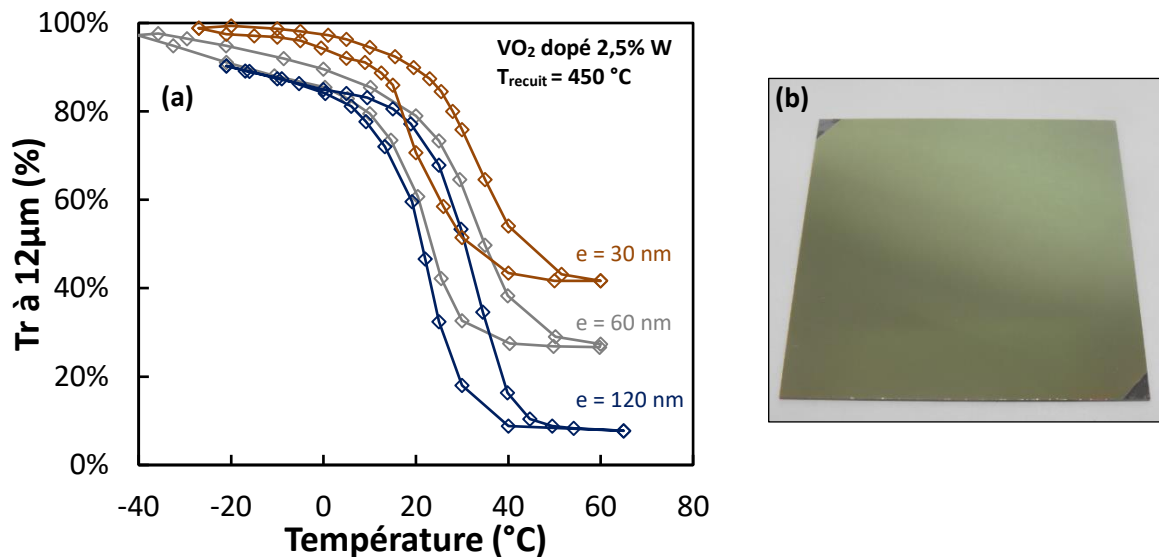 100%
80%
60%
40%
20%
0%
Tr à 12µm (%)
(a)
VO₂ dopé 2,5% W
T_recuit = 450 °C
e = 30 nm
e = 60 nm
e = 120 nm
-40 -20 0 20 40 60 80
Température (°C)
(b)